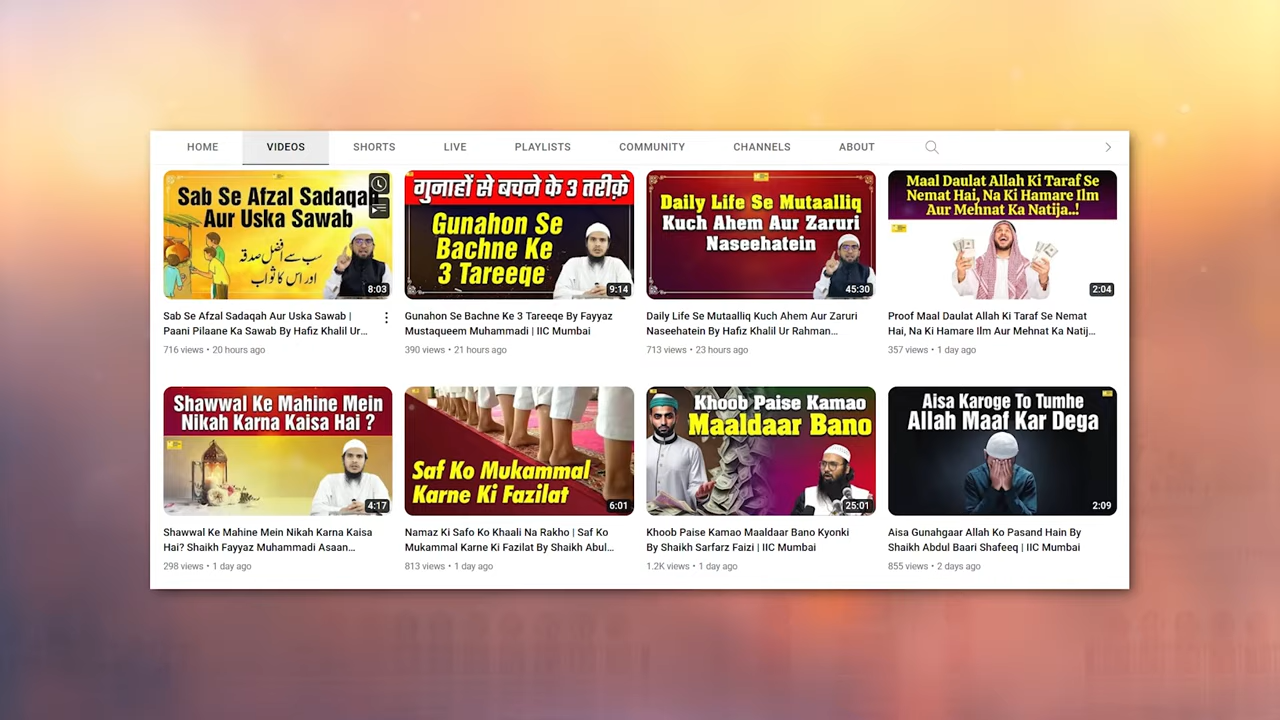 HOME VIDEOS SHORTS LIVE PLAYLISTS COMMUNITY CHANNELS ABOUT
Sab Se Afzal Sadaqah
Aur Uska Sawab
سب سے افضل صدقہ
اور اس کا ثواب
8:03
Sab Se Afzal Sadaqah Aur Uska Sawab |
Paani Pilaane Ka Sawab By Hafiz Khalil Ur...
716 views • 20 hours ago
गुनाहों से बचने के 3 तरीक़े
Gunahon Se
Bachne Ke
3 Tareeqe
9:14
Gunahon Se Bachne Ke 3 Tareeqe By Fayyaz
Mustaqueem Muhammadi | IIC Mumbai
390 views • 21 hours ago
Daily Life Se Mutaalliq
Kuch Ahem Aur Zaruri
Naseehatein
45:30
Daily Life Se Mutaalliq Kuch Ahem Aur Zaruri
Naseehatein By Hafiz Khalil Ur Rahman...
713 views • 23 hours ago
Maal Daulat Allah Ki Taraf Se
Nemat Hai, Na Ki Hamare Ilm
Aur Mehnat Ka Natija..!
2:04
Proof Maal Daulat Allah Ki Taraf Se Nemat
Hai, Na Ki Hamare Ilm Aur Mehnat Ka Natij...
357 views • 1 day ago
Shawwal Ke Mahine Mein
Nikah Karna Kaisa Hai ?
4:17
Shawwal Ke Mahine Mein Nikah Karna Kaisa
Hai? Shaikh Fayyaz Muhammadi Asaan...
298 views • 1 day ago
Saf Ko Mukammal
Karne Ki Fazilat
6:01
Namaz Ki Safo Ko Khaali Na Rakho | Saf Ko
Mukammal Karne Ki Fazilat By Shaikh Abul...
813 views • 1 day ago
Khoob Paise Kamao
Maaldaar Bano
25:01
Khoob Paise Kamao Maaldaar Bano Kyonki
By Shaikh Sarfarz Faizi | IIC Mumbai
1.2K views • 1 day ago
Aisa Karoge To Tumhe
Allah Maaf Kar Dega
2:09
Aisa Gunahgaar Allah Ko Pasand Hain By
Shaikh Abdul Baari Shafeeq | IIC Mumbai
855 views • 2 days ago